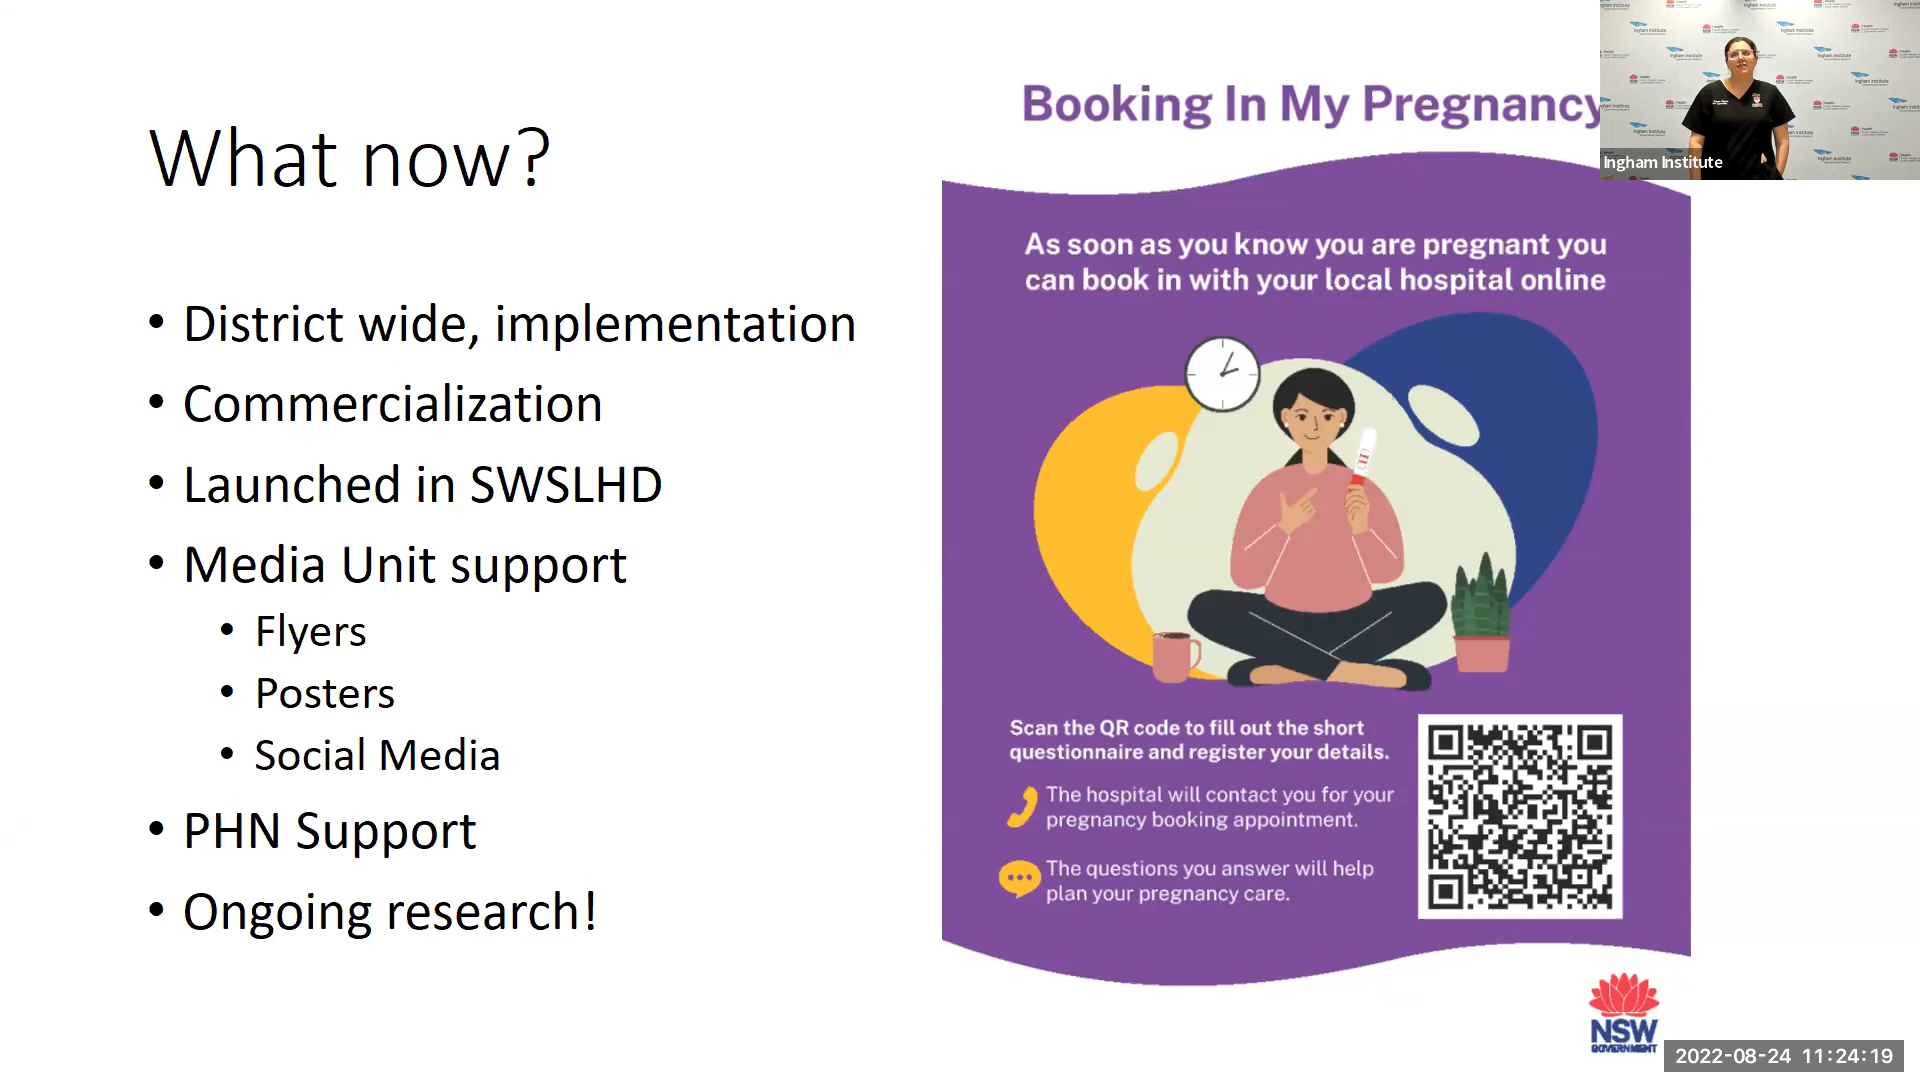 What now?
• District wide, implementation
• Commercialization
• Launched in SWSLHD
• Media Unit support
• Flyers
• Posters
• Social Media
• PHN Support
• Ongoing research!
Booking In My Pregnancy
As soon as you know you are pregnant you
can book in with your local hospital online
Scan the QR code to fill out the short
questionnaire and register your details.
The hospital will contact you for your
pregnancy booking appointment.
The questions you answer will help
plan your pregnancy care.
NSW
GOVERNMENT
Ingham Institute
2022-08-24 11:24:19